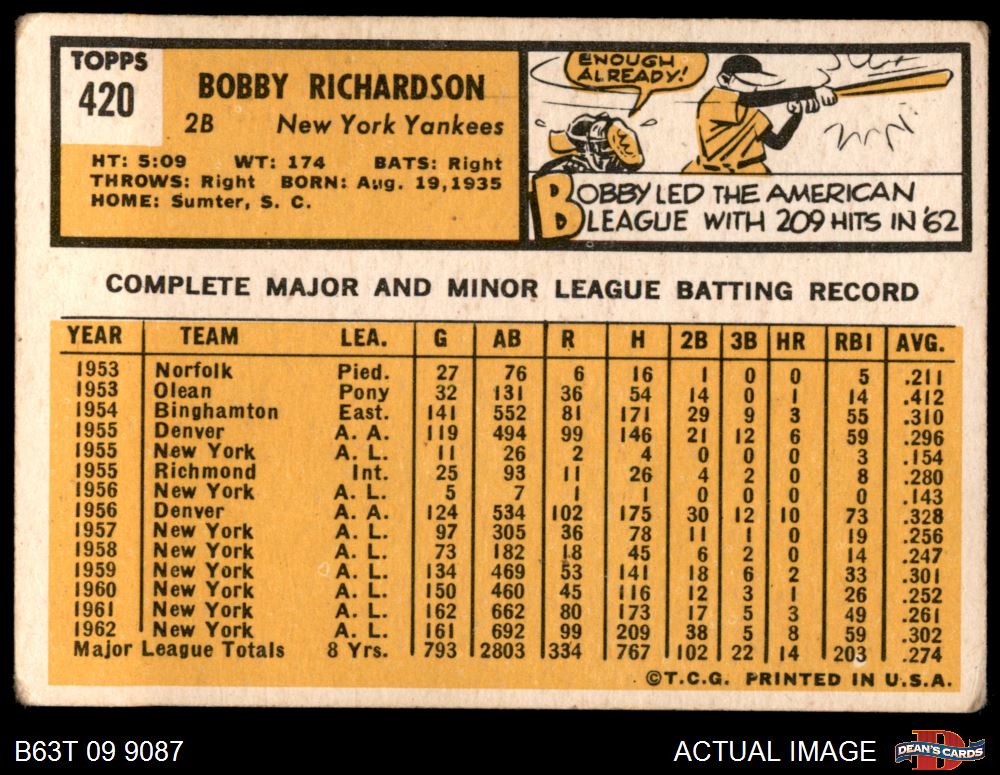 TOPPS
420
BOBBY RICHARDSON
2B New York Yankees
HT: 5:09 WT: 174 BATS: Right
THROWS: Right BORN: Aug. 19, 1935
HOME: Sumter, S. C.
ENOUGH
ALREADY!
BOBBY LED THE AMERICAN
LEAGUE WITH 209 HITS IN '62
COMPLETE MAJOR AND MINOR LEAGUE BATTING RECORD
YEAR TEAM LEA. G AB R H 2B 3B HR RBI AVG.
1953 Norfolk Pied. 27 76 6 16 1 0 0 5 .211
1953 Olean Pony 32 131 36 54 14 0 1 14 .412
1954 Binghamton East. 141 552 81 171 29 9 3 55 .310
1955 Denver A. A. 119 494 99 146 21 12 6 59 .296
1955 New York A. L. 11 26 2 4 0 0 0 3 .154
1955 Richmond Int. 25 93 11 26 4 2 0 8 .280
1956 New York A. L. 5 7 1 1 0 0 0 0 .143
1956 Denver A. A. 124 534 102 175 30 12 10 73 .328
1957 New York A. L. 97 305 36 78 11 1 0 19 .256
1958 New York A. L. 73 182 18 45 6 2 0 14 .247
1959 New York A. L. 134 469 53 141 18 6 2 33 .301
1960 New York A. L. 150 460 45 116 12 3 1 26 .252
1961 New York A. L. 162 662 80 173 17 5 3 49 .261
1962 New York A. L. 161 692 99 209 38 5 8 59 .302
Major League Totals 8 Yrs. 793 2803 334 767 102 22 14 203 .274
©T.C.G. PRINTED IN U.S.A.
B63T 09 9087 ACTUAL IMAGE DEAN'S CARDS